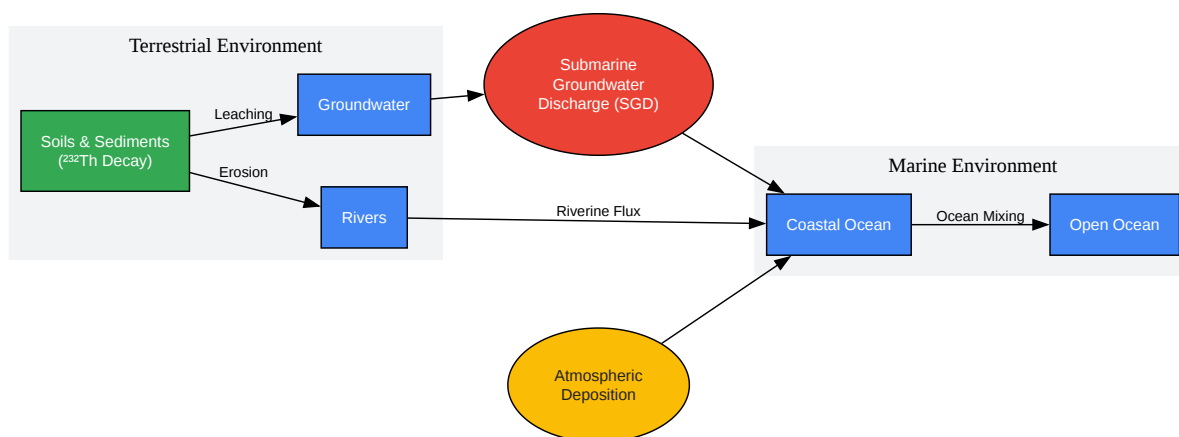 Terrestrial Environment
Soils & Sediments
(²³²Th Decay)
Leaching
Erosion
Groundwater
Rivers
Submarine
Groundwater
Discharge (SGD)
Riverine Flux
Atmospheric
Deposition
Marine Environment
Coastal Ocean
Ocean Mixing
Open Ocean